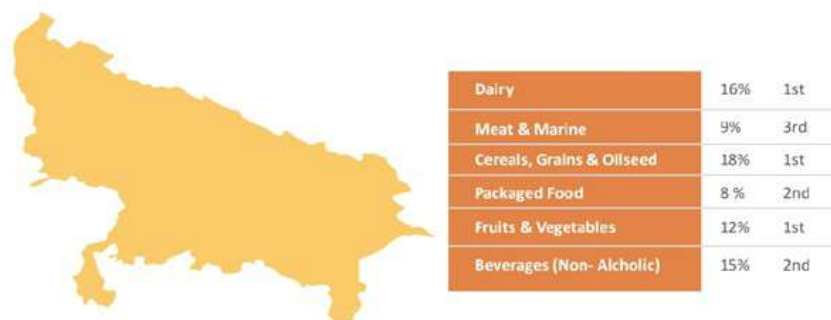 Dairy 16% 1st
Meat & Marine 9% 3rd
Cereals, Grains & Oilseed 18% 1st
Packaged Food 8 % 2nd
Fruits & Vegetables 12% 1st
Beverages (Non- Alcholic) 15% 2nd